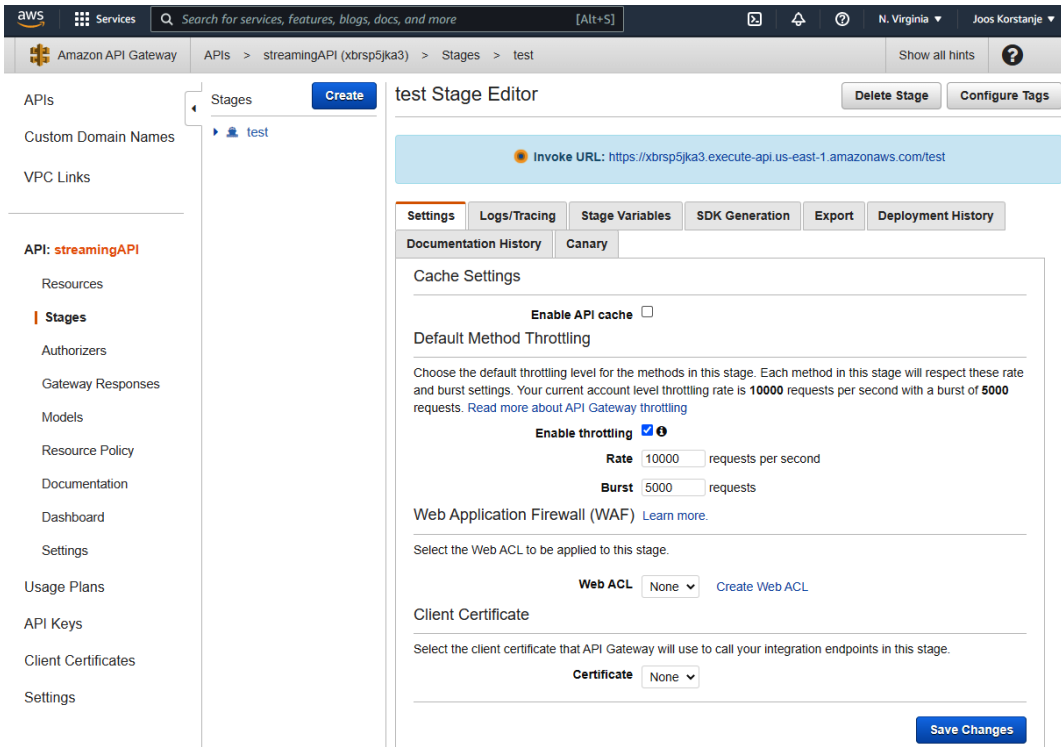 aws Services Search for services, features, blogs, docs, and more [Alt+S] N. Virginia ▼ Joos Korstanje ▼
Amazon API Gateway APIs > streamingAPI (xbrsp5jka3) > Stages > test Show all hints ?
APIs
Custom Domain Names
VPC Links
API: streamingAPI
Resources
Stages
Authorizers
Gateway Responses
Models
Resource Policy
Documentation
Dashboard
Settings
Usage Plans
API Keys
Client Certificates
Settings
Stages Create
test
test Stage Editor Delete Stage Configure Tags
Invoke URL: https://xbrsp5jka3.execute-api.us-east-1.amazonaws.com/test
Settings Logs/Tracing Stage Variables SDK Generation Export Deployment History
Documentation History Canary
Cache Settings
Enable API cache
Default Method Throttling
Choose the default throttling level for the methods in this stage. Each method in this stage will respect these rate
and burst settings. Your current account level throttling rate is 10000 requests per second with a burst of 5000
requests. Read more about API Gateway throttling
Enable throttling
Rate 10000 requests per second
Burst 5000 requests
Web Application Firewall (WAF) Learn more.
Select the Web ACL to be applied to this stage.
Web ACL None Create Web ACL
Client Certificate
Select the client certificate that API Gateway will use to call your integration endpoints in this stage.
Certificate None
Save Changes